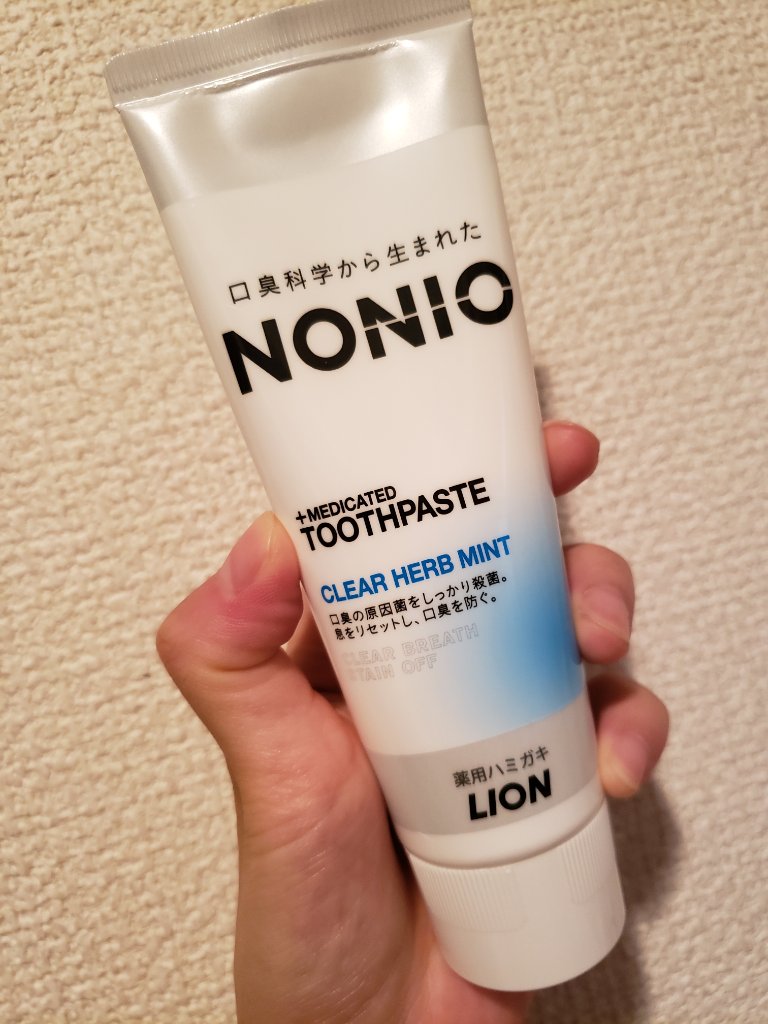 口臭科学から生まれた
NONIO
+MEDICATED
TOOTHPASTE
CLEAR HERB MINT
口臭の原因菌をしっかり殺菌。
息をリセットし、口臭を防ぐ。
CLEAR BREATH
STAIN OFF
薬用ハミガキ
LION